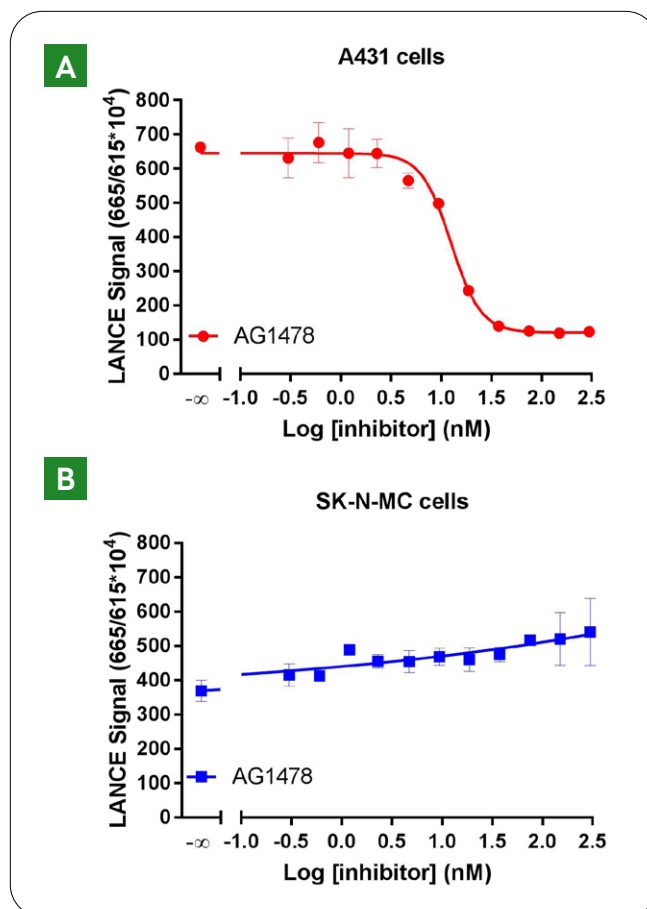 A
A431 cells
LANCE Signal (665/615*10⁴)
800
700
600
500
400
300
200
100
0
AG1478
-∞ -1.0 -0.5 0.0 0.5 1.0 1.5 2.0 2.5
Log [inhibitor] (nM)
B
SK-N-MC cells
LANCE Signal (665/615*10⁴)
800
700
600
500
400
300
200
100
0
AG1478
-∞ -1.0 -0.5 0.0 0.5 1.0 1.5 2.0 2.5
Log [inhibitor] (nM)